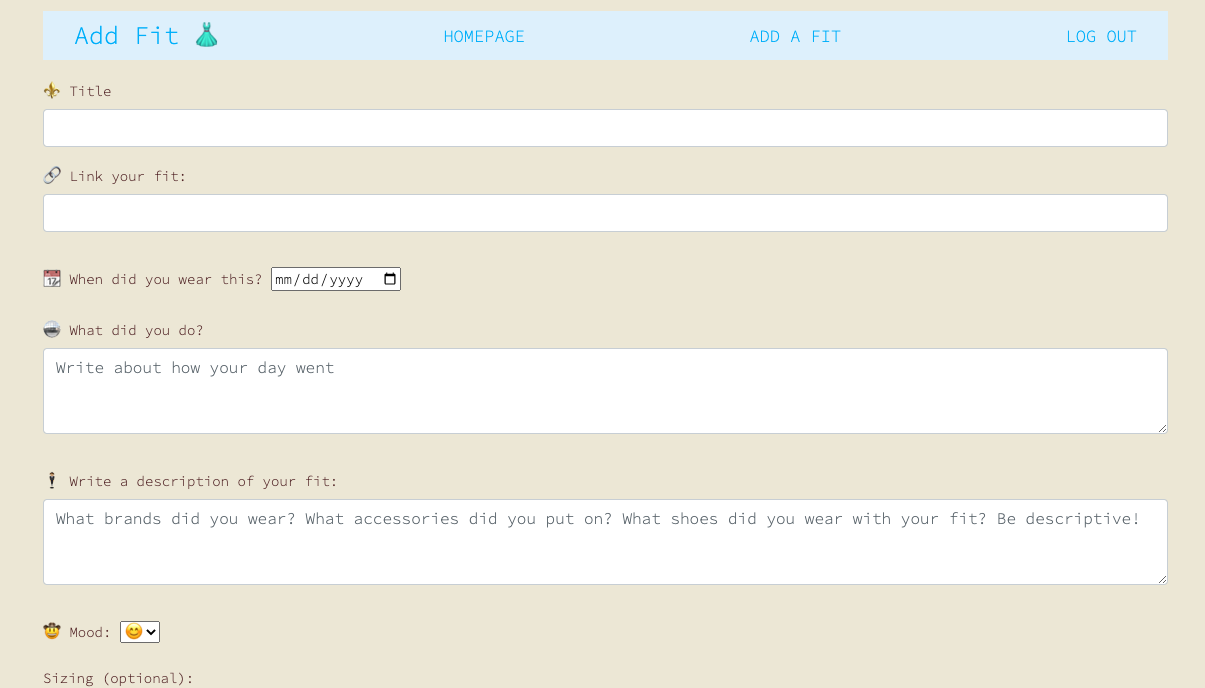 Add Fit 👗 HOMEPAGE ADD A FIT LOG OUT
⚜️ Title
🔗 Link your fit:
📆 When did you wear this? mm/dd/yyyy
What did you do?
Write about how your day went
🕴 Write a description of your fit:
What brands did you wear? What accessories did you put on? What shoes did you wear with your fit? Be descriptive!
🤠 Mood: 😊
Sizing (optional):